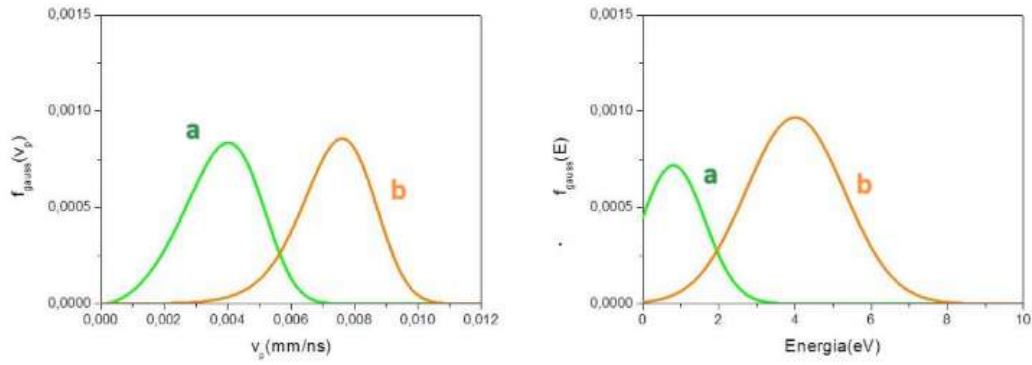 0,0015
0,0010
0,0005
0,0000
f_gauss(v_p)
a
b
0,000 0,002 0,004 0,006 0,008 0,010 0,012
v_p(mm/ns)
0,0015
0,0010
0,0005
0,0000
f_gauss(E)
a
b
0 2 4 6 8 10
Energia(eV)